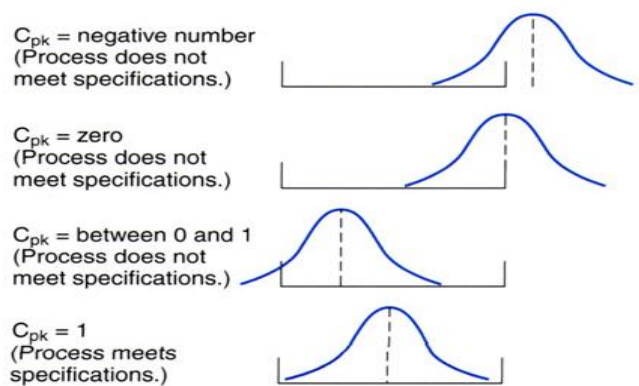 Cpk = negative number
(Process does not
meet specifications.)
Cpk = zero
(Process does not
meet specifications.)
Cpk = between 0 and 1
(Process does not
meet specifications.)
Cpk = 1
(Process meets
specifications.)